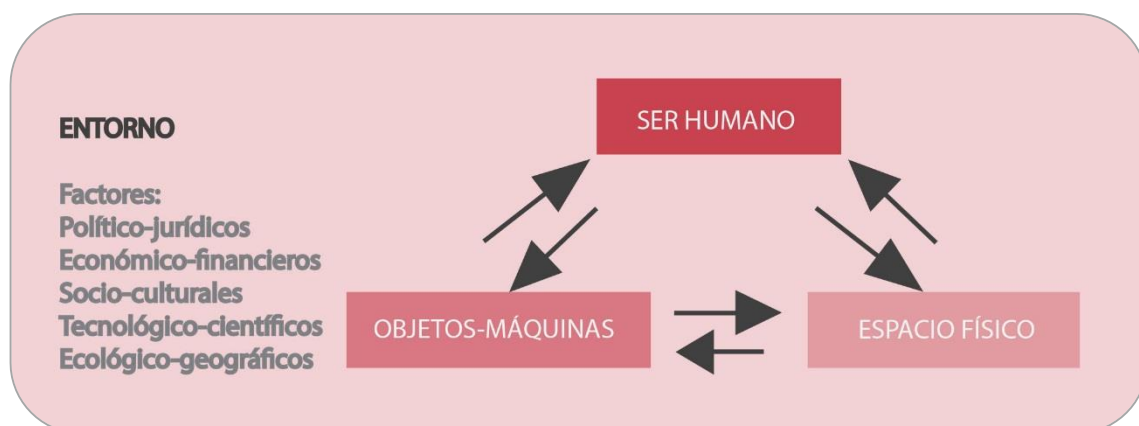 ENTORNO
Factores:
Político-jurídicos
Económico-financieros
Socio-culturales
Tecnológico-científicos
Ecológico-geográficos
SER HUMANO
OBJETOS-MÁQUINAS
ESPACIO FÍSICO